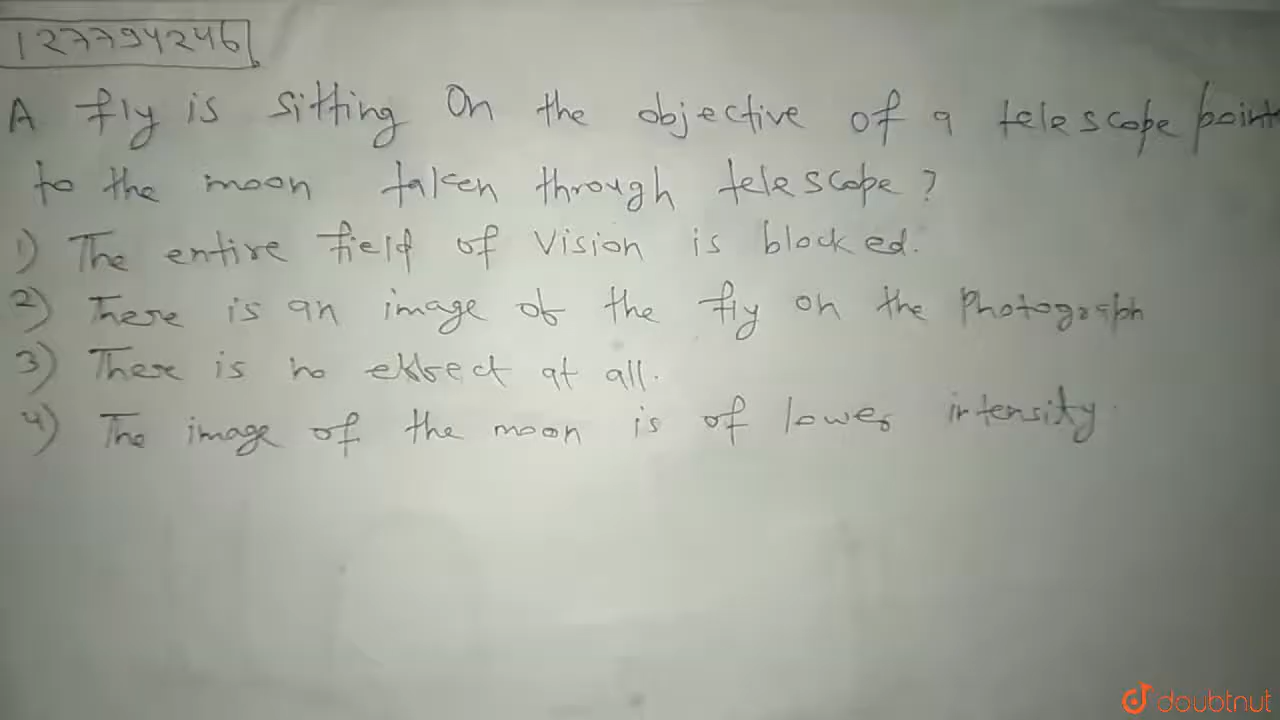 127794246
A fly is sitting On the objective of a telescope point
to the moon taken through telescope?
1) The entire field of vision is blocked.
2) There is an image of the fly on the Photograph
3) There is no effect at all.
4) The image of the moon is of lower intensity.
doubtnut